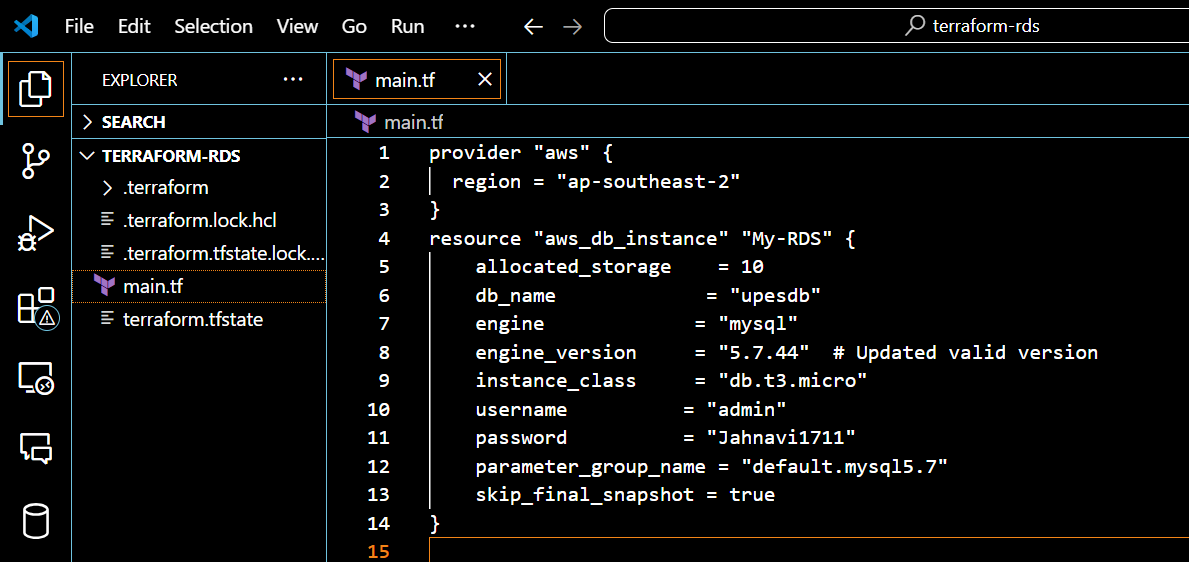 File Edit Selection View Go Run ··· ← → terraform-rds
EXPLORER ···
main.tf ×
SEARCH
main.tf
TERRAFORM-RDS
.terraform
.terraform.lock.hcl
.terraform.tfstate.lock....
main.tf
terraform.tfstate
1 provider "aws" {
2 region = "ap-southeast-2"
3 }
4 resource "aws_db_instance" "My-RDS" {
5 allocated_storage = 10
6 db_name = "upesdb"
7 engine = "mysql"
8 engine_version = "5.7.44" # Updated valid version
9 instance_class = "db.t3.micro"
10 username = "admin"
11 password = "Jahnavi1711"
12 parameter_group_name = "default.mysql5.7"
13 skip_final_snapshot = true
14 }
15